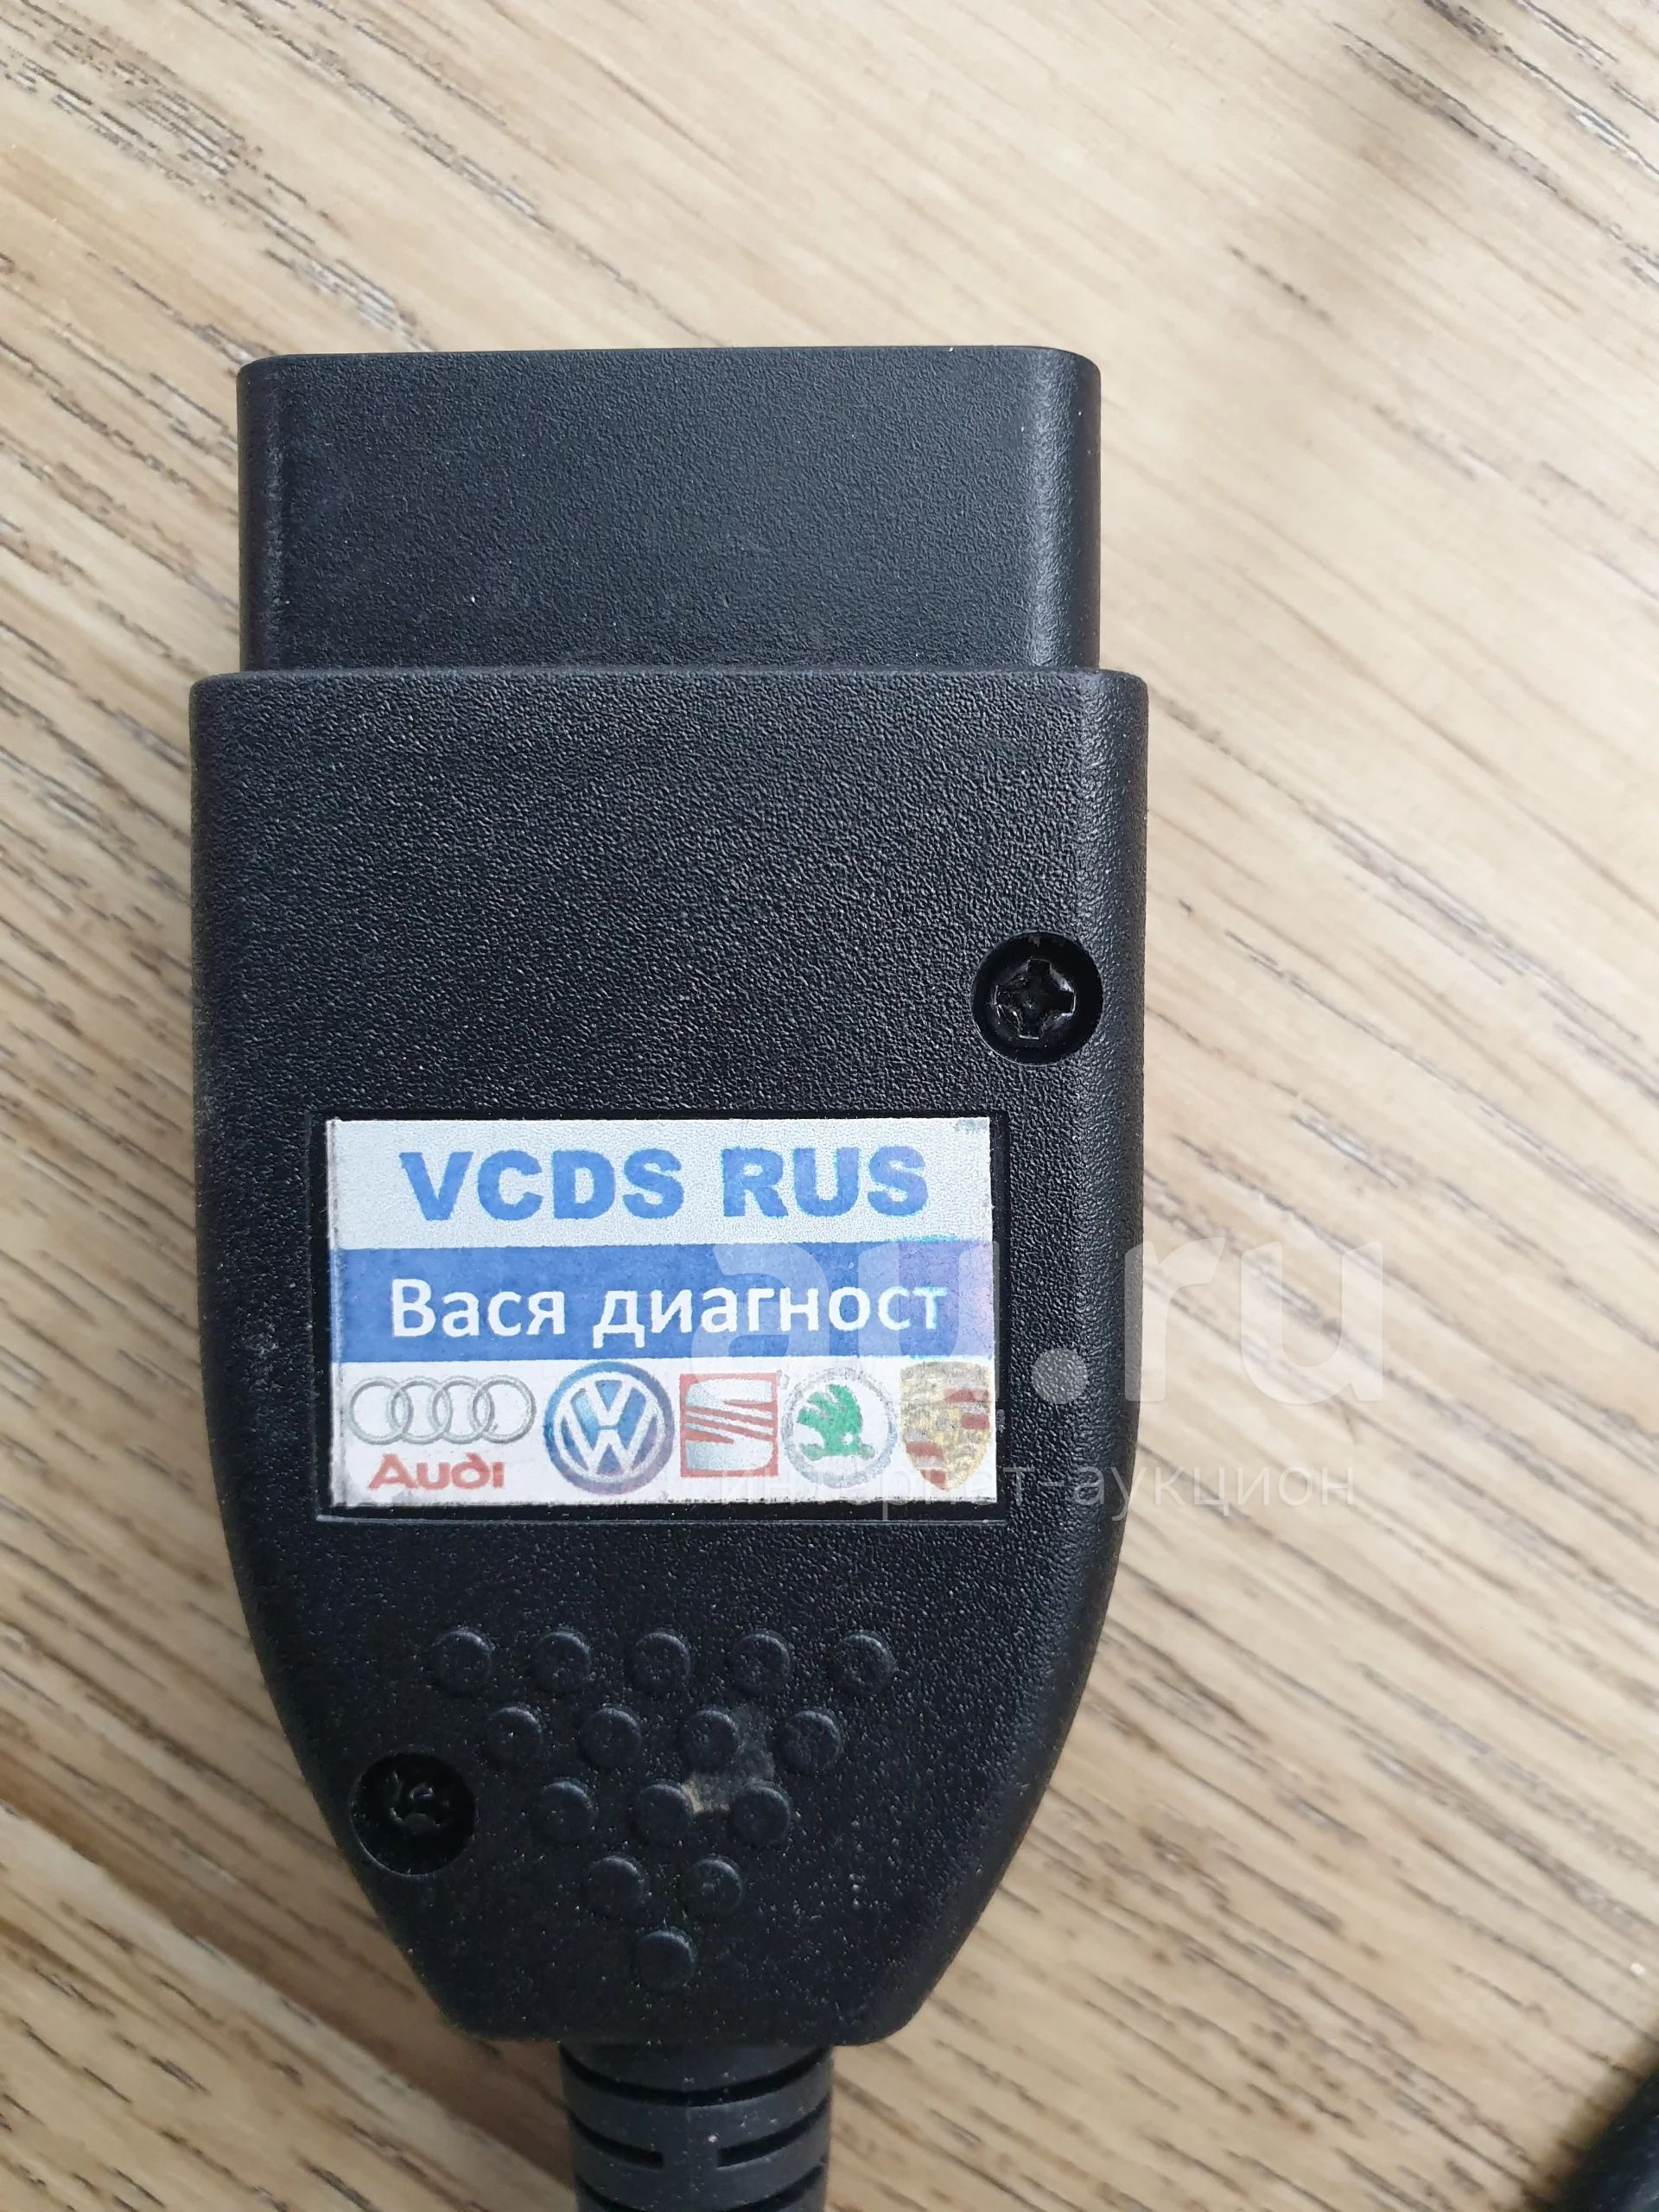 VCDS RUS
Вася диагност
Audi
au.ru
интернет-аукцион